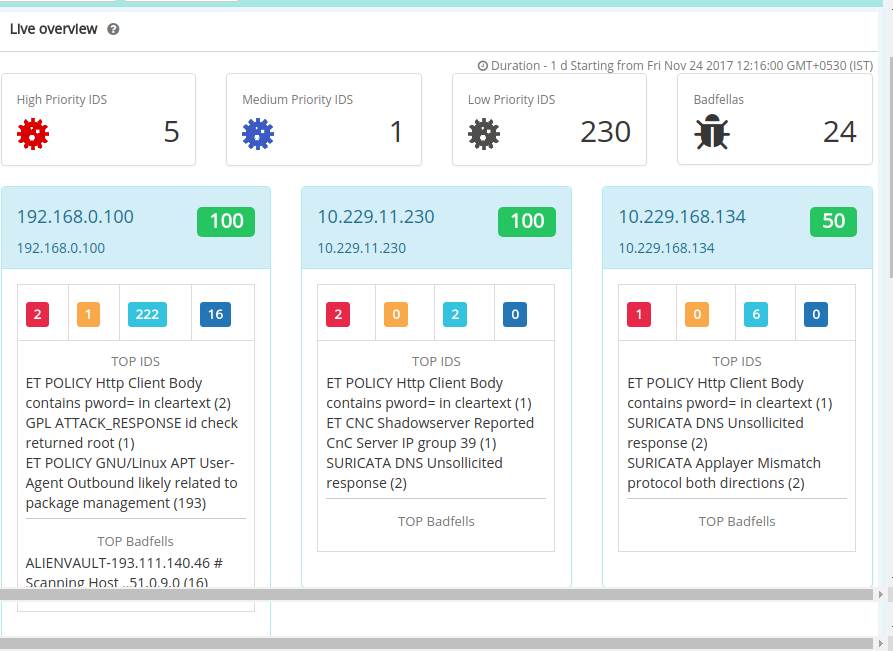 Live overview ?
Duration - 1 d Starting from Fri Nov 24 2017 12:16:00 GMT+0530 (IST)
High Priority IDS
5
Medium Priority IDS
1
Low Priority IDS
230
Badfellas
24
192.168.0.100
100
192.168.0.100
2 1 222 16
TOP IDS
ET POLICY Http Client Body
contains pword= in cleartext (2)
GPL ATTACK_RESPONSE id check
returned root (1)
ET POLICY GNU/Linux APT User-
Agent Outbound likely related to
package management (193)
TOP Badfells
ALIENVAULT-193.111.140.46 #
Scanning Host ..51.0.9.0 (16)
10.229.11.230
100
10.229.11.230
2 0 2 0
TOP IDS
ET POLICY Http Client Body
contains pword= in cleartext (1)
ET CNC Shadowserver Reported
CnC Server IP group 39 (1)
SURICATA DNS Unsollicited
response (2)
TOP Badfells
10.229.168.134
50
10.229.168.134
1 0 6 0
TOP IDS
ET POLICY Http Client Body
contains pword= in cleartext (1)
SURICATA DNS Unsollicited
response (2)
SURICATA Applayer Mismatch
protocol both directions (2)
TOP Badfells